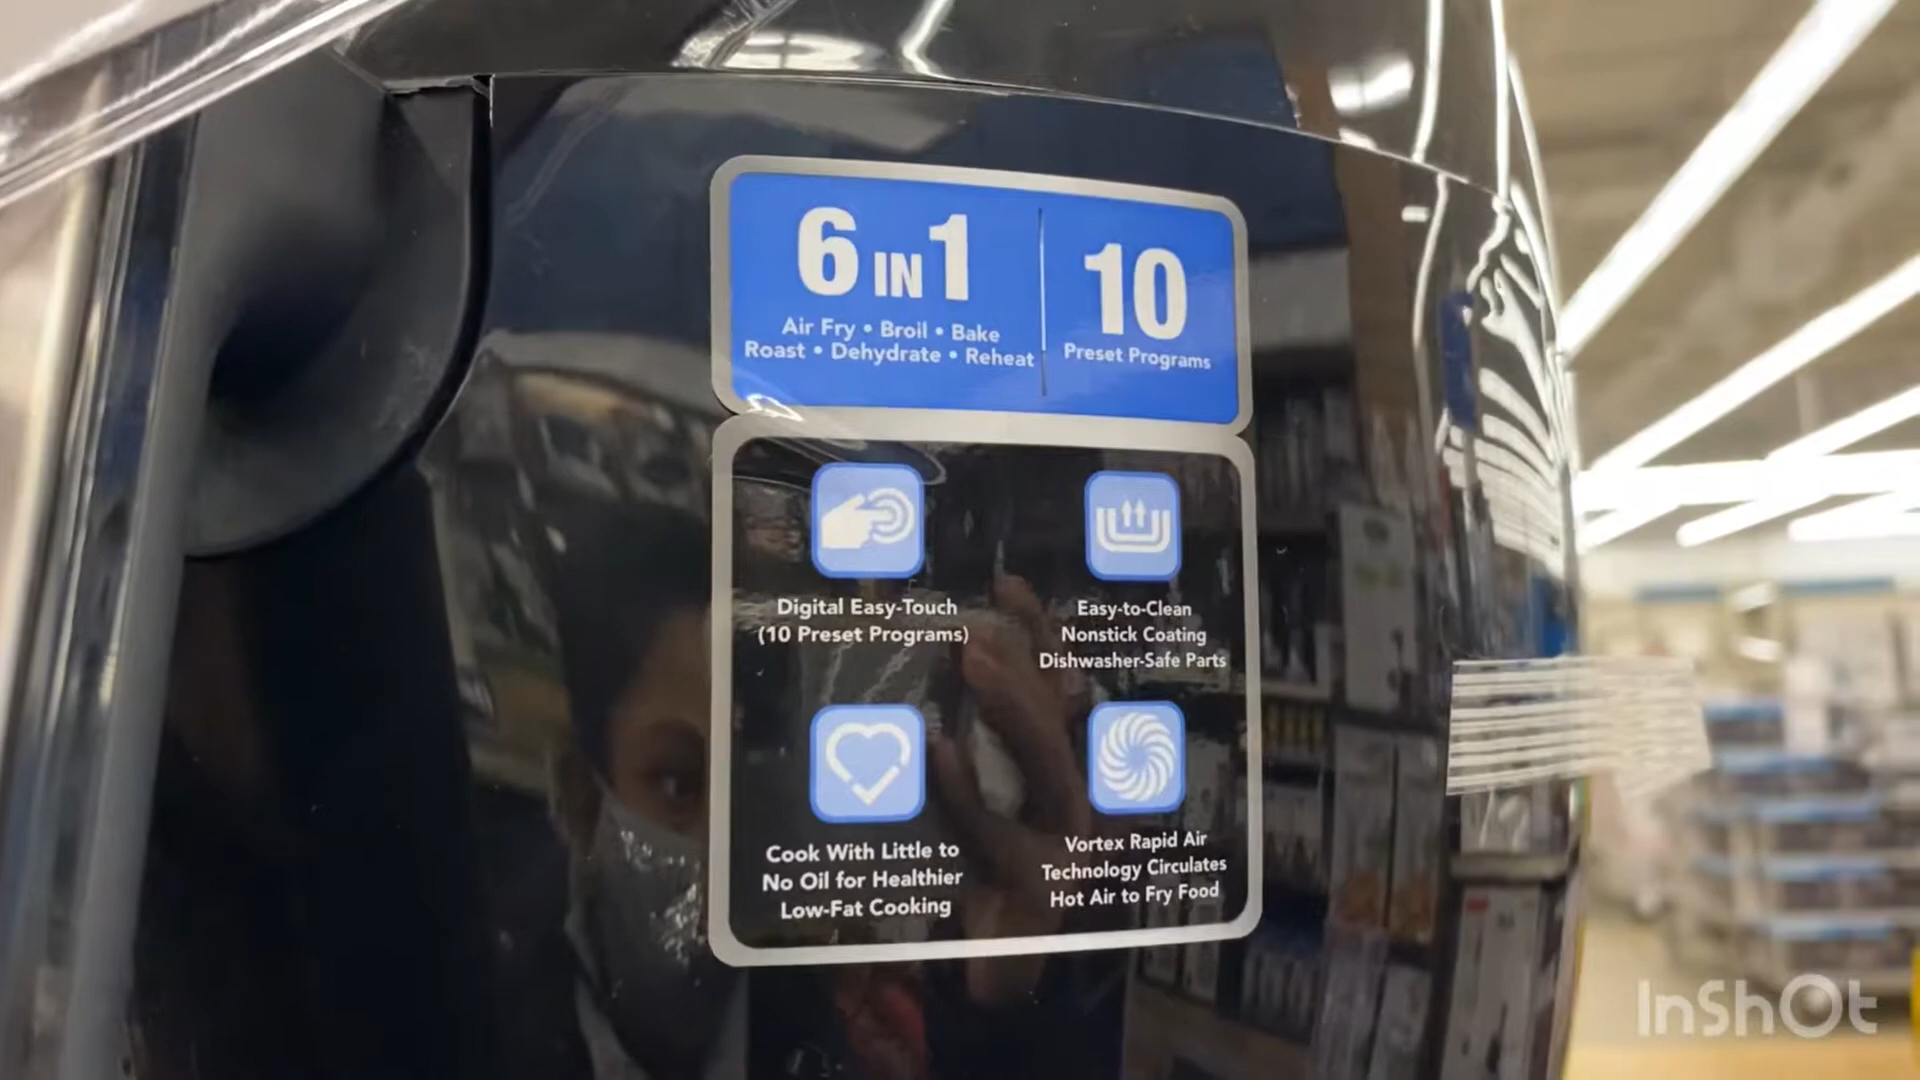 6 IN 1
Air Fry • Broil • Bake
Roast • Dehydrate • Reheat
10
Preset Programs
Digital Easy-Touch
(10 Preset Programs)
Easy-to-Clean
Nonstick Coating
Dishwasher-Safe Parts
Cook With Little to
No Oil for Healthier
Low-Fat Cooking
Vortex Rapid Air
Technology Circulates
Hot Air to Fry Food
InShOt